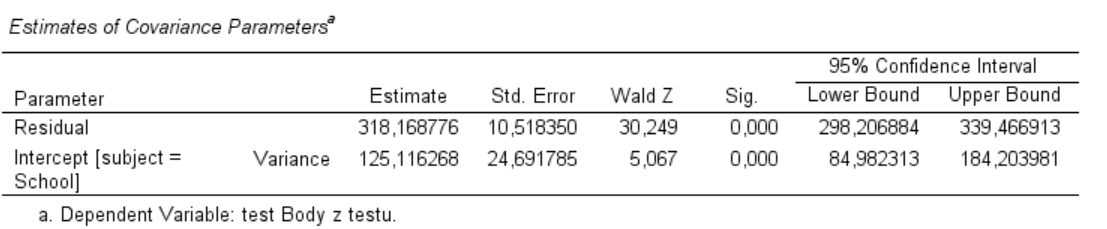 Estimates of Covariance Parametersª
95% Confidence Interval
Parameter Estimate Std. Error Wald Z Sig. Lower Bound Upper Bound
Residual 318,168776 10,518350 30,249 0,000 298,206884 339,466913
Intercept [subject = Variance 125,116268 24,691785 5,067 0,000 84,982313 184,203981
School]
a. Dependent Variable: test Body z testu.